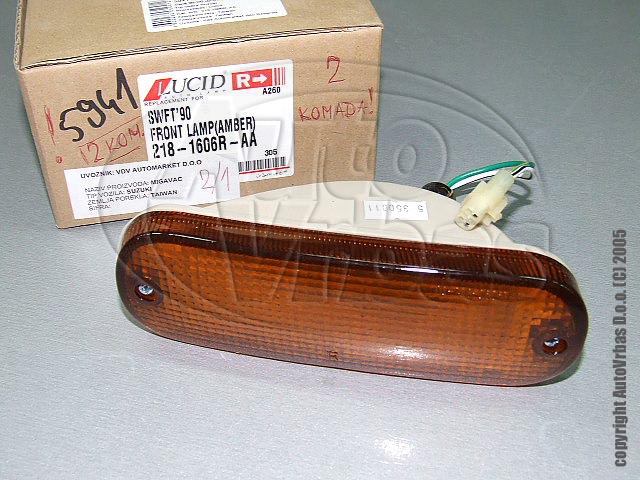 5941
!12 KOM
2
KOMADA!
LUCID
R
A260
REPLACEMENT FOR
SWFT'90
FRONT LAMP(AMBER)
218-1606R-AA
305
UVOZNIK: VDV AUTOMARKET D.O.O
NAZIV PROIZVODA: MIGAVAC
TIP VOZILA: SUZUKI
ZEMLJA POREKLA: TAIWAN
SIFRA:
2/1
copyright AutoVrbas D.o.o. [C] 2005